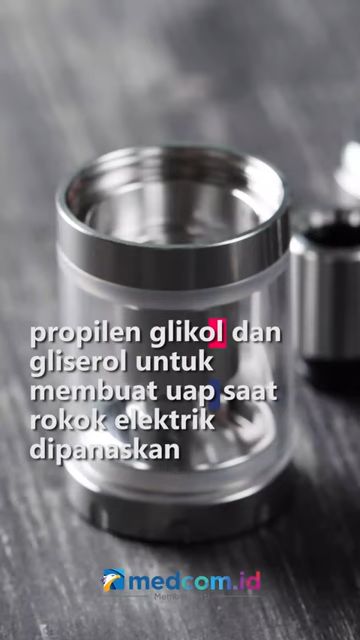 propilen glikol dan
gliserol untuk
membuat uap saat
rokok elektrik
dipanaskan
medcom.id